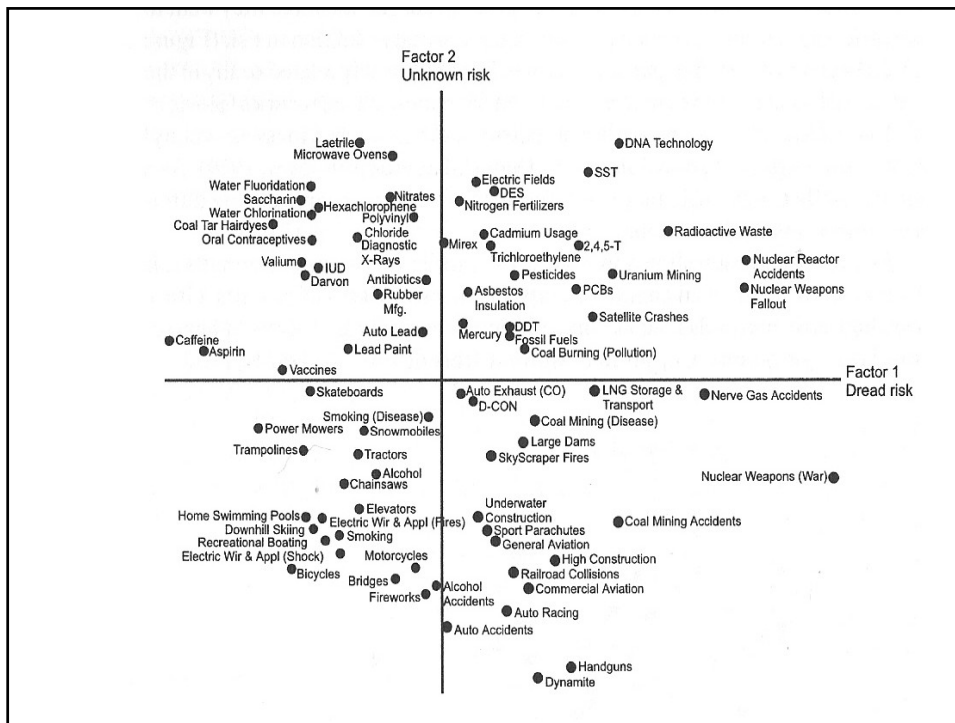 Factor 2
Unknown risk
Laetrile
Microwave Ovens
DNA Technology
SST
Water Fluoridation
Saccharin
Nitrates
Electric Fields
DES
Hexachlorophene
Nitrogen Fertilizers
Water Chlorination
Polyvinyl
Coal Tar Hairdyes
Chloride
Oral Contraceptives
Diagnostic
X-Rays
Mirex
Cadmium Usage
Trichloroethylene
2,4,5-T
Radioactive Waste
Valium
IUD
Darvon
Antibiotics
Rubber
Mfg.
Pesticides
Uranium Mining
Nuclear Reactor
Accidents
Asbestos
Insulation
PCBs
Nuclear Weapons
Fallout
Auto Lead
Mercury
DDT
Fossil Fuels
Satellite Crashes
Caffeine
Aspirin
Lead Paint
Coal Burning (Pollution)
Vaccines
Factor 1
Dread risk
Skateboards
Auto Exhaust (CO)
D-CON
LNG Storage &
Transport
Nerve Gas Accidents
Smoking (Disease)
Power Mowers
Snowmobiles
Coal Mining (Disease)
Trampolines
Tractors
Large Dams
SkyScraper Fires
Alcohol
Chainsaws
Nuclear Weapons (War)
Elevators
Underwater
Construction
Home Swimming Pools
Electric Wir & Appl (Fires)
Downhill Skiing
Smoking
Sport Parachutes
Coal Mining Accidents
Recreational Boating
General Aviation
Electric Wir & Appl (Shock)
Motorcycles
High Construction
Bicycles
Bridges
Railroad Collisions
Fireworks
Alcohol
Accidents
Commercial Aviation
Auto Racing
Auto Accidents
Handguns
Dynamite